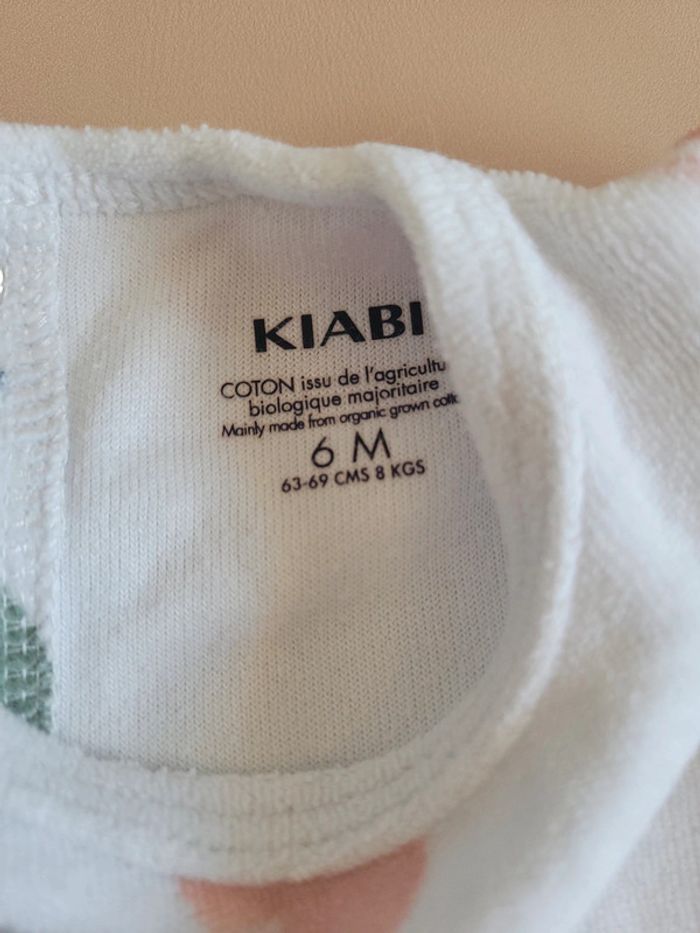 KIABI
COTON issu de l'agricultu
biologique majoritaire
Mainly made from organic grown cott
6 M
63-69 CMS 8 KGS